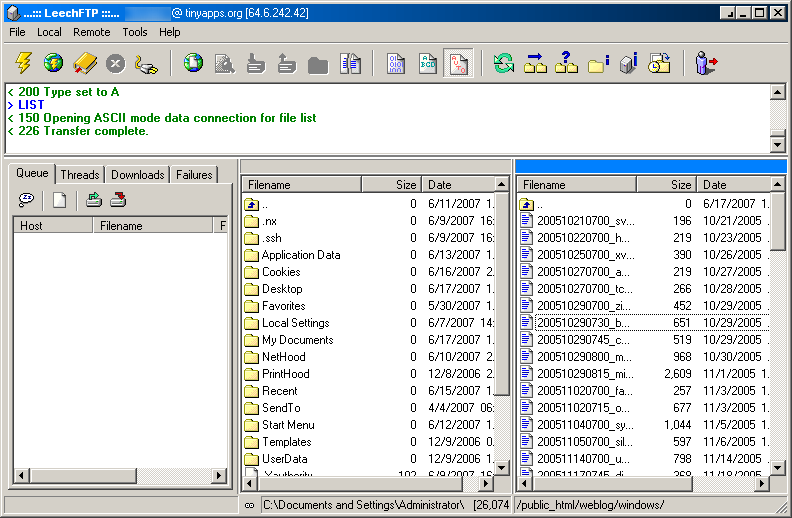 ...::: LeechFTP :::... @ tinyapps.org [64.6.242.42]
File Local Remote Tools Help
< 200 Type set to A
> LIST
< 150 Opening ASCII mode data connection for file list
< 226 Transfer complete.
Queue Threads Downloads Failures
Host Filename F
Filename Size Date
.. 0 6/11/2007 1.
.nx 0 6/9/2007 16:
.ssh 0 6/9/2007 16.
Application Data 0 6/13/2007 1.
Cookies 0 6/16/2007 2.
Desktop 0 6/17/2007 1.
Favorites 0 5/30/2007 1.
Local Settings 0 6/7/2007 14:
My Documents 0 6/17/2007 1.
NetHood 0 6/10/2007 2.
PrintHood 0 12/8/2006 2.
Recent 0 6/15/2007 1.
SendTo 0 4/4/2007 06:
Start Menu 0 6/12/2007 1.
Templates 0 12/9/2006 0.
UserData 0 12/9/2006 1.
.Xauthority 102 6/9/2007 16:
C:\Documents and Settings\Administrator\ [26,074
Filename Size Date
.. 0 6/17/2007 1.
200510210700_sv... 196 10/21/2005 .
200510220700_h... 219 10/23/2005 .
200510250700_xv... 390 10/26/2005 .
200510270700_a... 219 10/27/2005 .
200510270700_tc... 266 10/28/2005 .
200510290700_zi... 452 10/29/2005 .
200510290730_b... 651 10/29/2005 .
200510290745_c... 519 10/29/2005 .
200510290800_m... 968 10/30/2005 .
200510290815_mi... 2,609 11/1/2005 1.
200511020700_fa... 257 11/3/2005 1.
200511020715_o... 677 11/3/2005 1.
200511040700_sy... 1,044 11/5/2005 1.
200511050700_sil... 597 11/6/2005 1.
200511140700_u... 798 11/14/2005 .
200511170745_di... 368 11/18/2005 .
/public_html/weblog/windows/